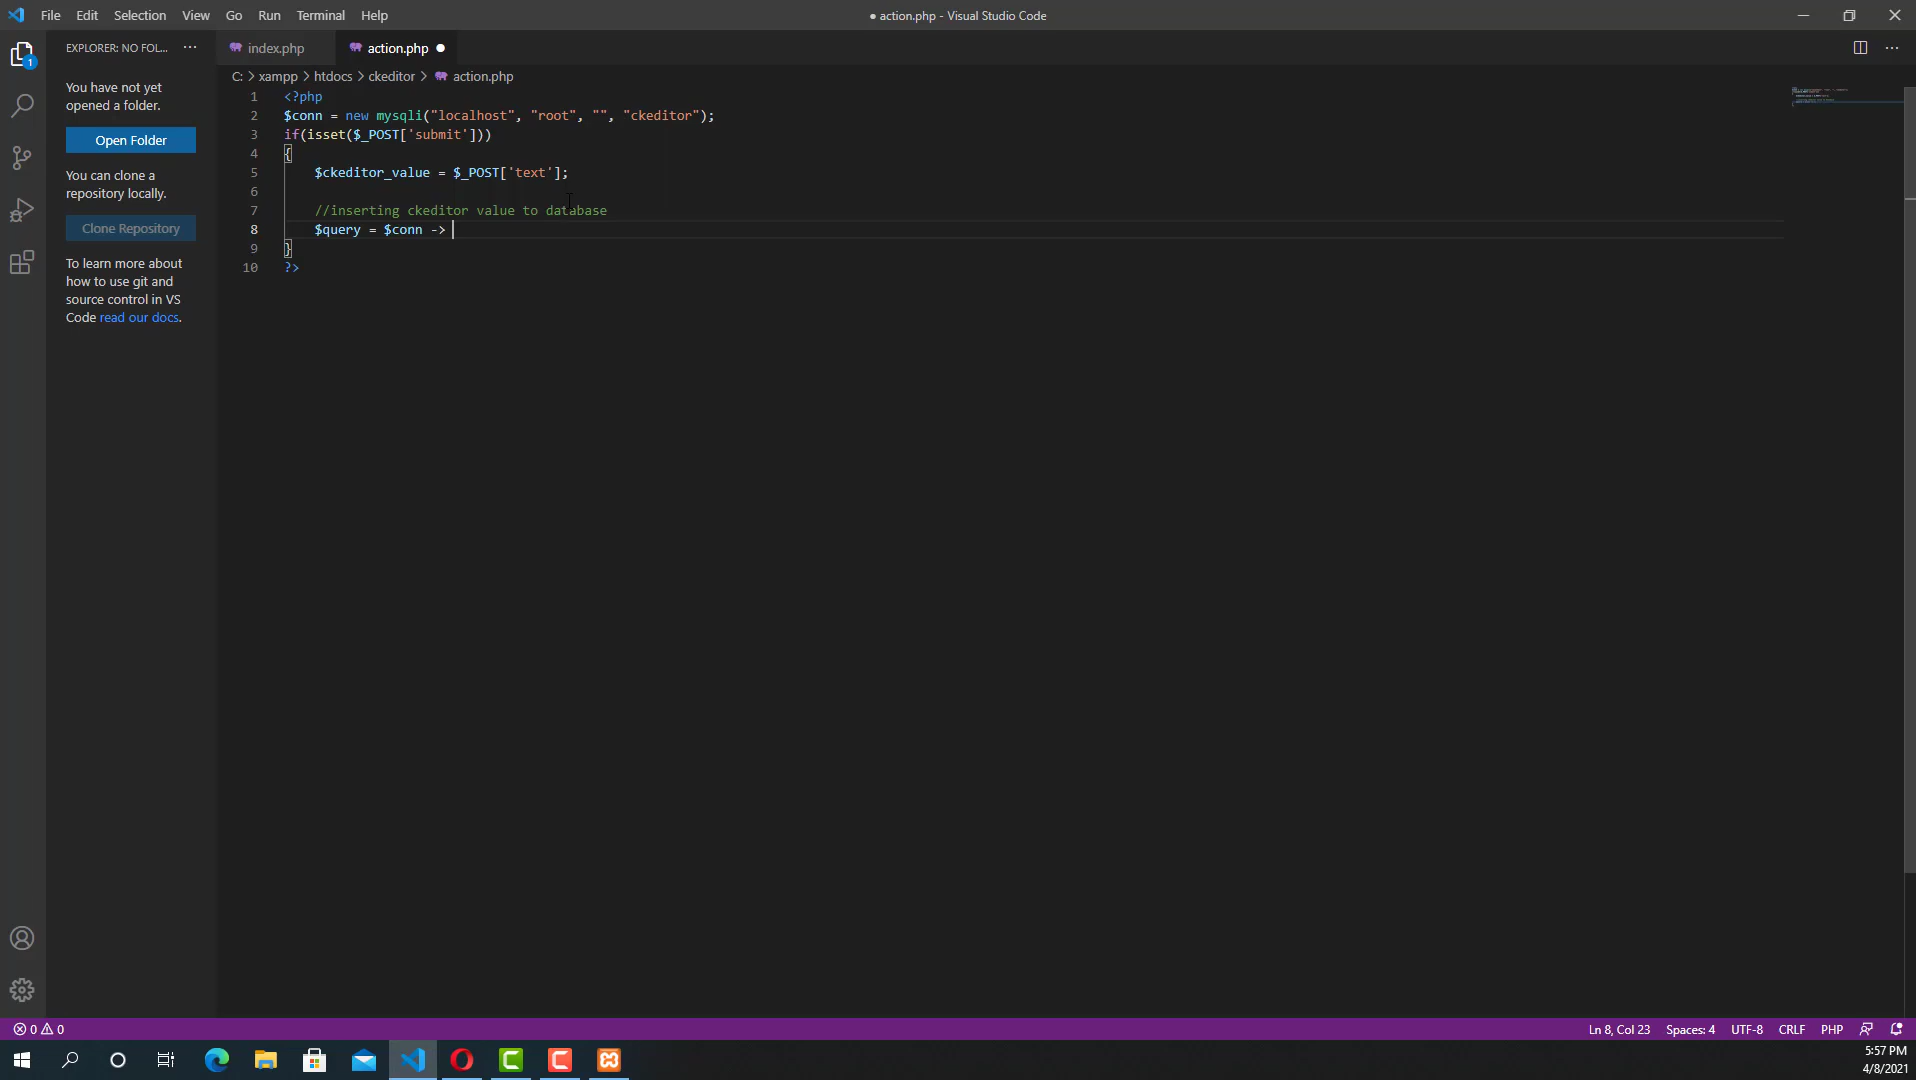 File Edit Selection View Go Run Terminal Help
● action.php - Visual Studio Code
EXPLORER: NO FOL... ···
index.php
action.php ●
C: > xampp > htdocs > ckeditor > action.php
You have not yet
opened a folder.
Open Folder
You can clone a
repository locally.
Clone Repository
To learn more about
how to use git and
source control in VS
Code read our docs.
1
1 <?php
2 $conn = new mysqli("localhost", "root", "", "ckeditor");
3 if(isset($_POST['submit']))
4 {
5 $ckeditor_value = $_POST['text'];
6
7 //inserting ckeditor value to database
8 $query = $conn ->
9 }
10 ?>
0 0
Ln 8, Col 23 Spaces: 4 UTF-8 CRLF PHP
5:57 PM
4/8/2021